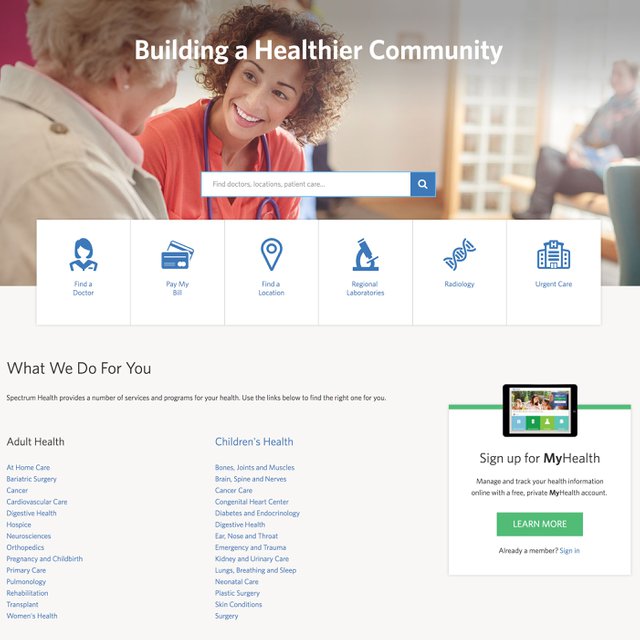 Building a Healthier Community
Find doctors, locations, patient care...
Find a
Doctor
Pay My
Bill
Find a
Location
Regional
Laboratories
Radiology
Urgent Care
What We Do For You
Spectrum Health provides a number of services and programs for your health. Use the links below to find the right one for you.
Adult Health
At Home Care
Bariatric Surgery
Cancer
Cardiovascular Care
Digestive Health
Hospice
Neurosciences
Orthopedics
Pregnancy and Childbirth
Primary Care
Pulmonology
Rehabilitation
Transplant
Women's Health
Children's Health
Bones, Joints and Muscles
Brain, Spine and Nerves
Cancer Care
Congenital Heart Center
Diabetes and Endocrinology
Digestive Health
Ear, Nose and Throat
Emergency and Trauma
Kidney and Urinary Care
Lungs, Breathing and Sleep
Neonatal Care
Plastic Surgery
Skin Conditions
Surgery
Sign up for MyHealth
Manage and track your health information
online with a free, private MyHealth account.
LEARN MORE
Already a member? Sign in